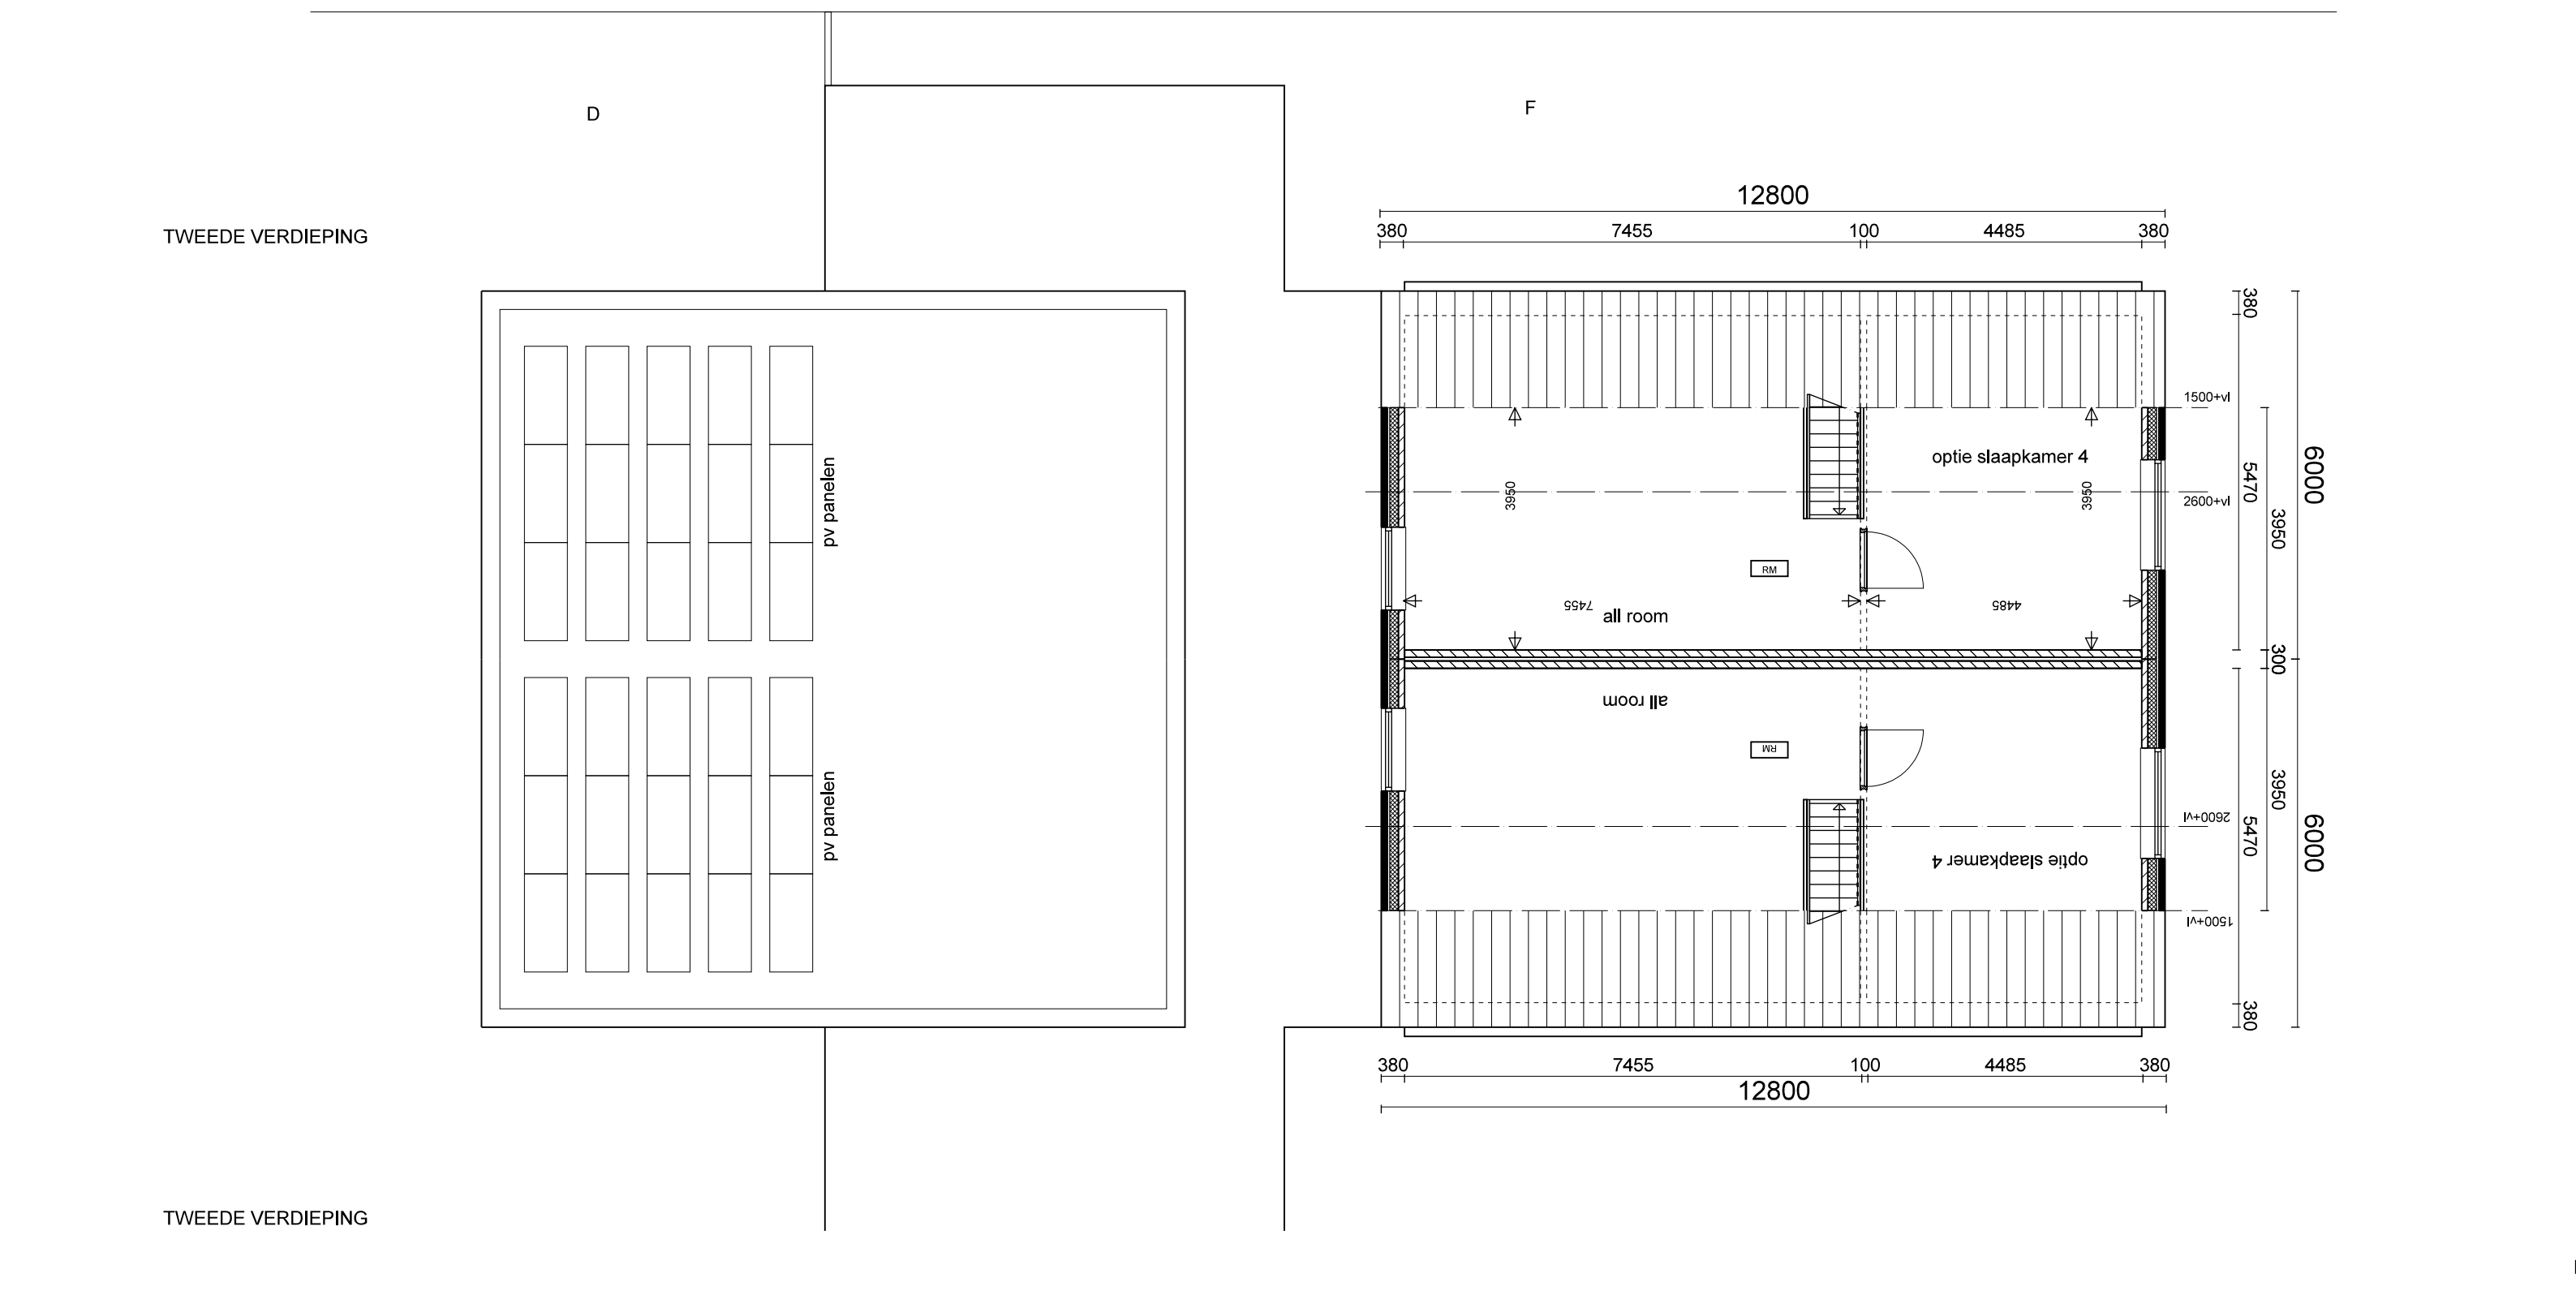 D
F
12800
TWEEDE VERDIEPING
380 7455 100 4485 380
380
1500+vl
optie slaapkamer 4
6000
pv panelen
3950
3950
5470
2600+vl
3950
RM
7455
4485
all room
300
all room
RM
3950
2600+vl
pv panelen
5470
6000
optie slaapkamer 4
1500+vl
380
380 7455 100 4485 380
12800
TWEEDE VERDIEPING